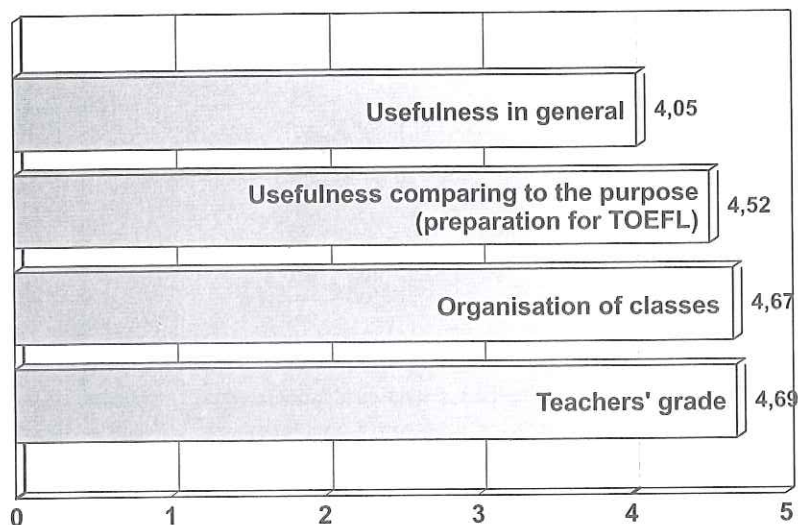 Usefulness in general 4,05
Usefulness comparing to the purpose
(preparation for TOEFL) 4,52
Organisation of classes 4,67
Teachers' grade 4,69
0 1 2 3 4 5